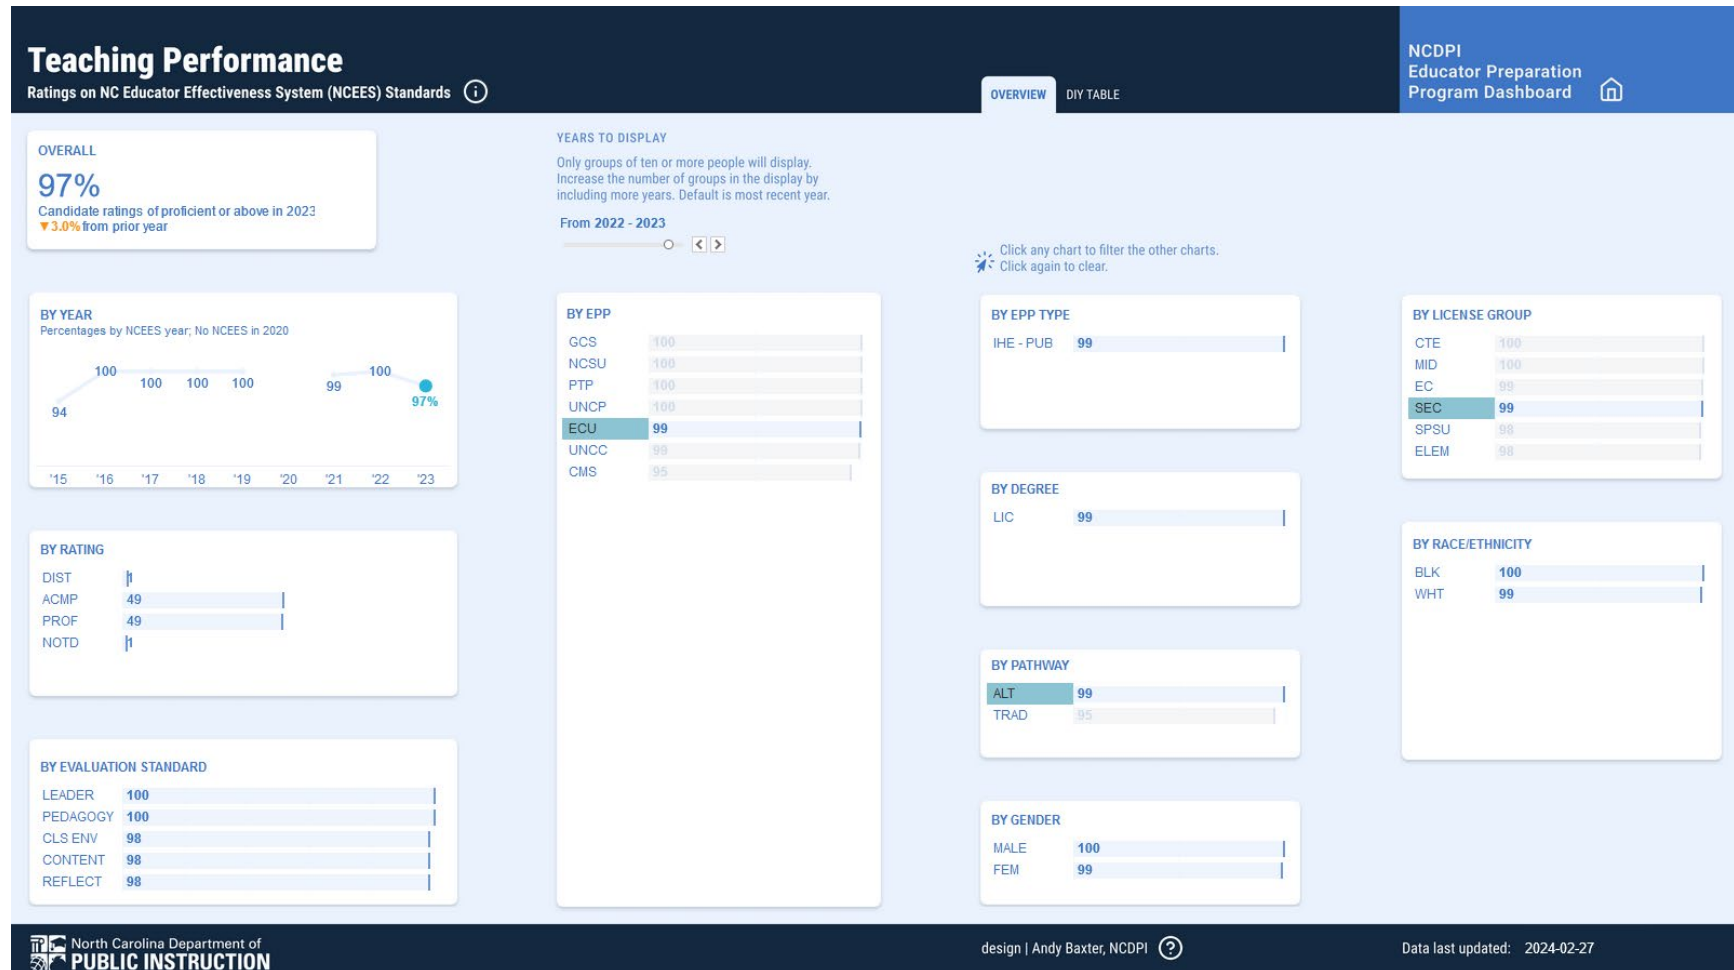 Teaching Performance
Ratings on NC Educator Effectiveness System (NCEES) Standards
OVERVIEW DIY TABLE
NCDPI
Educator Preparation
Program Dashboard
OVERALL
97%
Candidate ratings of proficient or above in 2023
▼3.0% from prior year
YEARS TO DISPLAY
Only groups of ten or more people will display.
Increase the number of groups in the display by
including more years. Default is most recent year.
From 2022 - 2023
Click any chart to filter the other charts.
Click again to clear.
BY YEAR
Percentages by NCEES year; No NCEES in 2020
94 100 100 100 100 99 100 97%
'15 '16 '17 '18 '19 '20 '21 '22 '23
BY RATING
DIST 1
ACMP 49
PROF 49
NOTD 1
BY EVALUATION STANDARD
LEADER 100
PEDAGOGY 100
CLS ENV 98
CONTENT 98
REFLECT 98
BY EPP
GCS 100
NCSU 100
PTP 100
UNCP 100
ECU 99
UNCC 99
CMS 95
BY EPP TYPE
IHE - PUB 99
BY DEGREE
LIC 99
BY PATHWAY
ALT 99
TRAD 95
BY GENDER
MALE 100
FEM 99
BY LICENSE GROUP
CTE 100
MID 100
EC 99
SEC 99
SPSU 98
ELEM 98
BY RACE/ETHNICITY
BLK 100
WHT 99
North Carolina Department of
PUBLIC INSTRUCTION
design | Andy Baxter, NCDPI
Data last updated: 2024-02-27